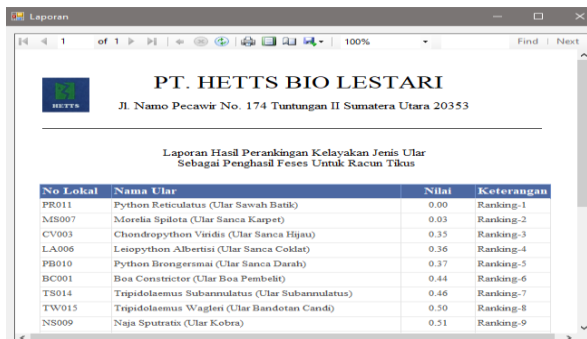 Laporan
1 of 1 100% Find | Next
HETTS
PT. HETTS BIO LESTARI
Jl. Namo Pecawir No. 174 Tuntungan II Sumatera Utara 20353
Laporan Hasil Perankingan Kelayakan Jenis Ular
Sebagai Penghasil Feses Untuk Racun Tikus
No Lokal Nama Ular Nilai Keterangan
PR011 Python Reticulatus (Ular Sawah Batik) 0.00 Ranking-1
MS007 Morelia Spilota (Ular Sanca Karpet) 0.03 Ranking-2
CV003 Chondropython Viridis (Ular Sanca Hijau) 0.35 Ranking-3
LA006 Leiopython Albertisi (Ular Sanca Coklat) 0.36 Ranking-4
PB010 Python Brongersmai (Ular Sanca Darah) 0.37 Ranking-5
BC001 Boa Constrictor (Ular Boa Pembelit) 0.44 Ranking-6
TS014 Tripidolaemus Subannulatus (Ular Subannulatus) 0.46 Ranking-7
TW015 Tripidolaemus Wagleri (Ular Bandotan Candi) 0.50 Ranking-8
NS009 Naja Sputratix (Ular Kobra) 0.51 Ranking-9